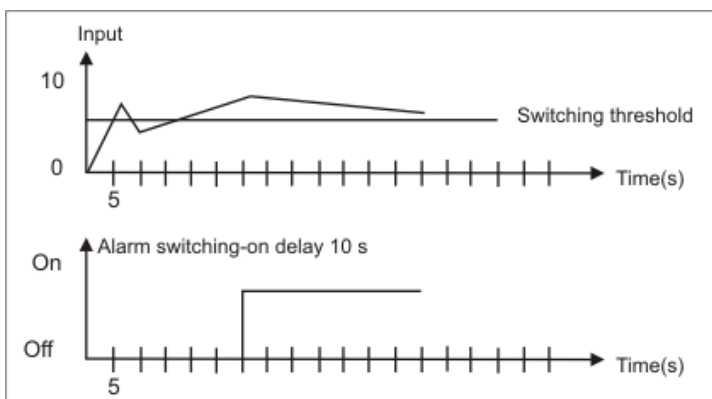 Input
10
Switching threshold
0
Time(s)
5
Alarm switching-on delay 10 s
On
Off
Time(s)
5